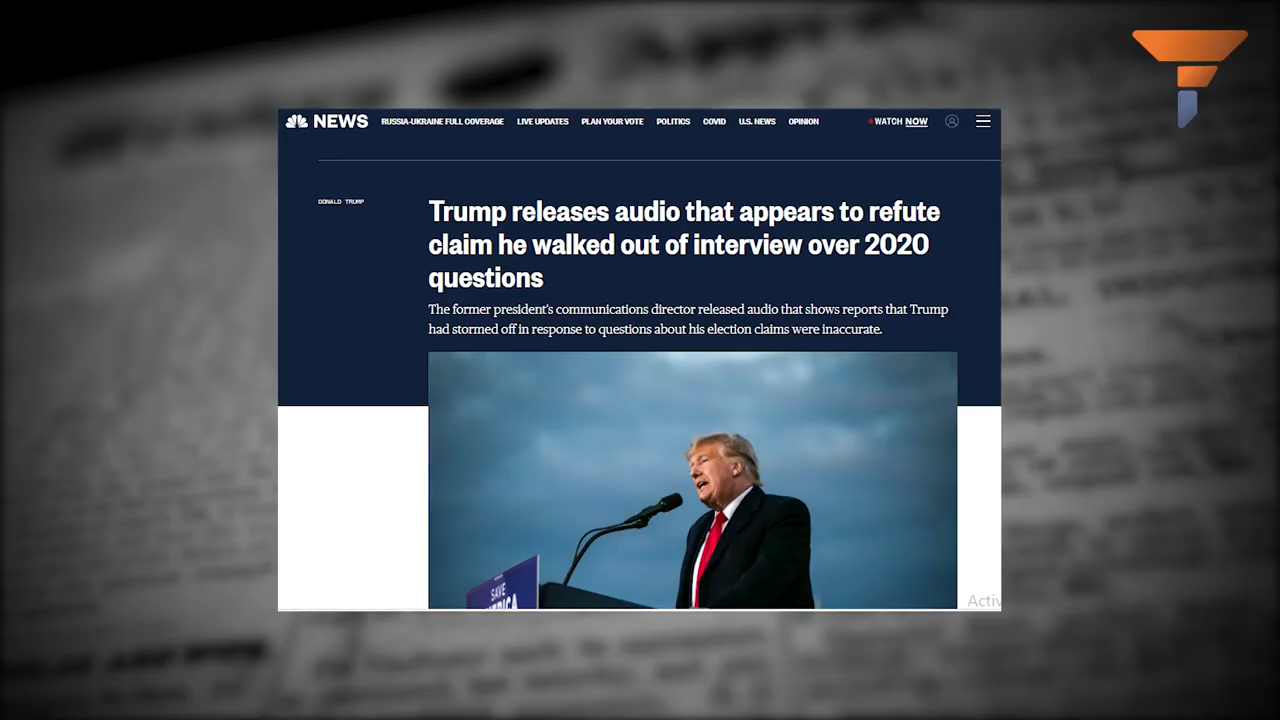 NEWS RUSSIA-UKRAINE FULL COVERAGE LIVE UPDATES PLAN YOUR VOTE POLITICS COVID U.S. NEWS OPINION WATCH NOW
DONALD TRUMP
Trump releases audio that appears to refute
claim he walked out of interview over 2020
questions
The former president's communications director released audio that shows reports that Trump
had stormed off in response to questions about his election claims were inaccurate.
SAVE
Activ